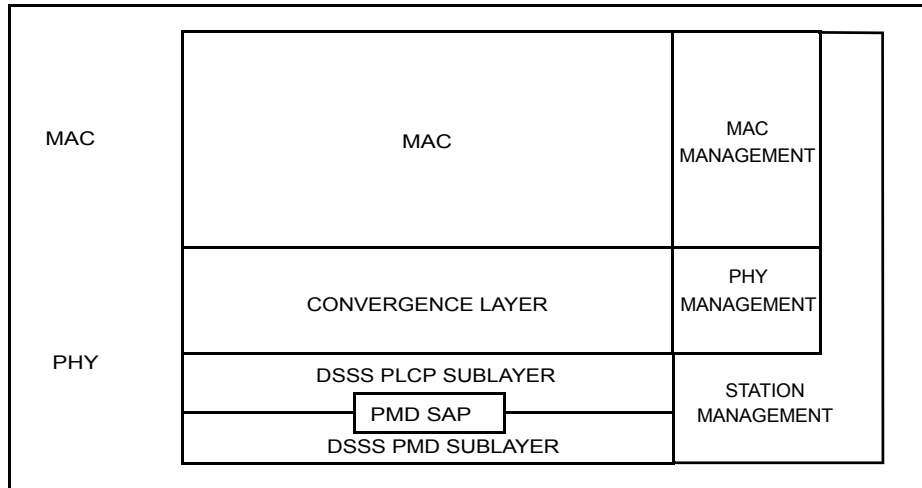 MAC
MAC
MAC
MANAGEMENT
PHY
MANAGEMENT
CONVERGENCE LAYER
PHY
DSSS PLCP SUBLAYER
PMD SAP
DSSS PMD SUBLAYER
STATION
MANAGEMENT